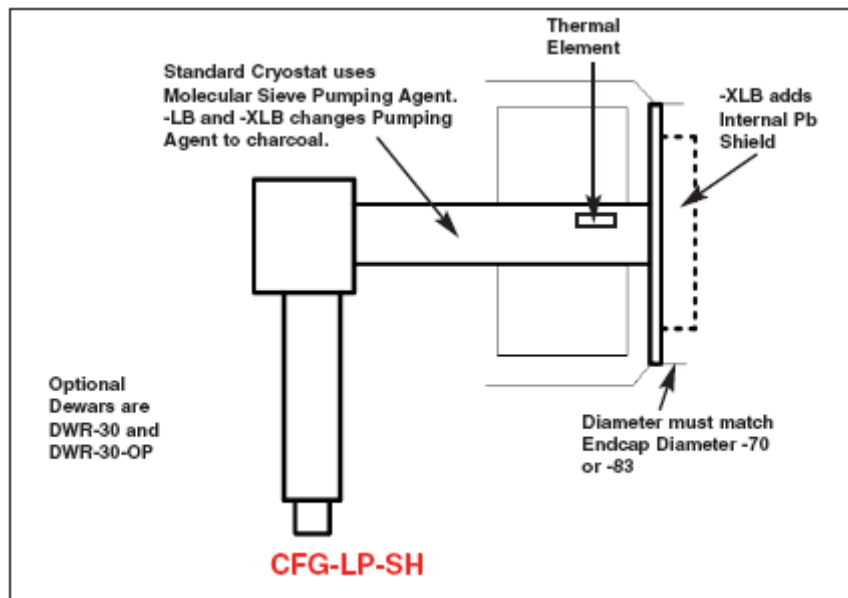 Thermal
Element
Standard Cryostat uses
Molecular Sieve Pumping Agent.
-LB and -XLB changes Pumping
Agent to charcoal.
-XLB adds
Internal Pb
Shield
Optional
Dewars are
DWR-30 and
DWR-30-OP
Diameter must match
Endcap Diameter -70
or -83
CFG-LP-SH